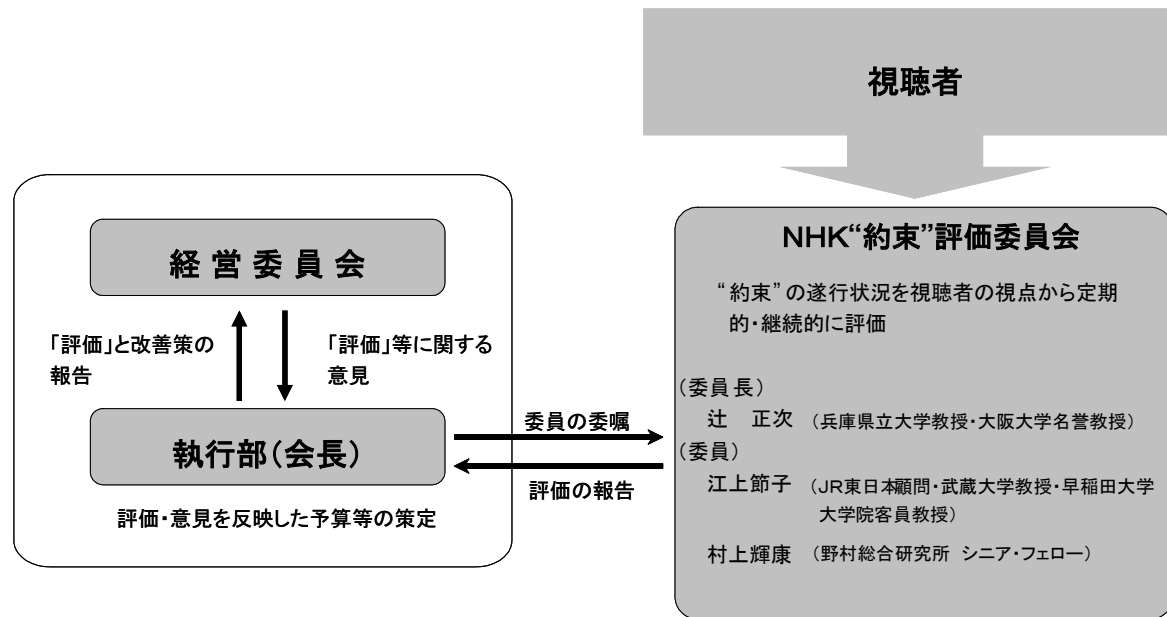 視聴者
経営委員会
「評価」と改善策の
報告
「評価」等に関する
意見
執行部(会長)
評価・意見を反映した予算等の策定
委員の委嘱
評価の報告
NHK“約束”評価委員会
“約束”の遂行状況を視聴者の視点から定期
的・継続的に評価
(委員長)
辻 正次 (兵庫県立大学教授・大阪大学名誉教授)
(委員)
江上節子 (JR東日本顧問・武蔵大学教授・早稲田大学
大学院客員教授)
村上輝康 (野村総合研究所 シニア・フェロー)